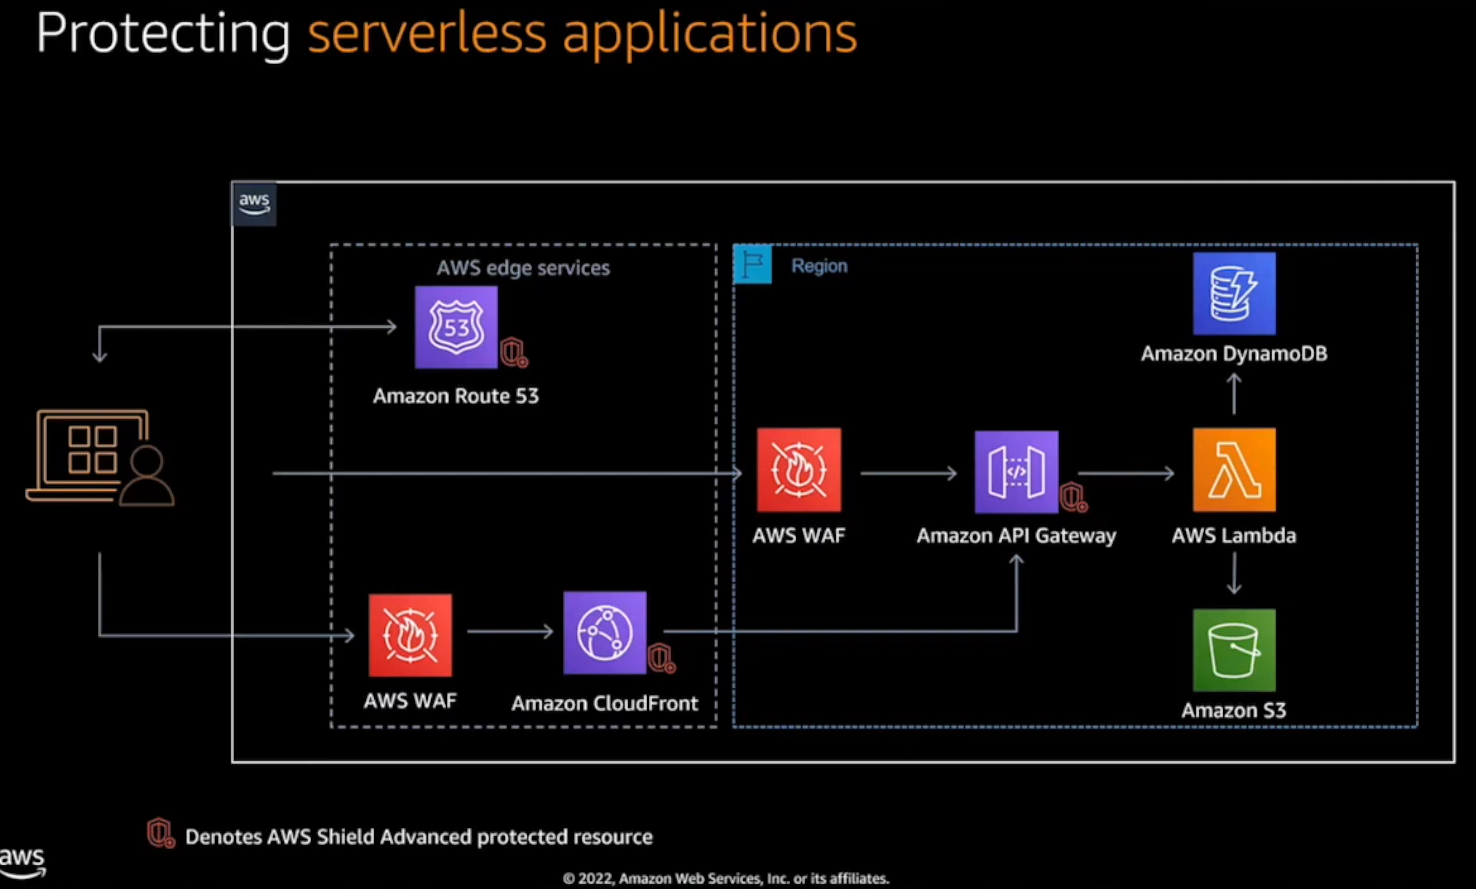 Protecting serverless applications
aws
AWS edge services
Region
53
Amazon Route 53
Amazon DynamoDB
</>
AWS WAF
Amazon API Gateway
AWS Lambda
AWS WAF
Amazon CloudFront
Amazon S3
Denotes AWS Shield Advanced protected resource
aws
© 2022, Amazon Web Services, Inc. or its affiliates.